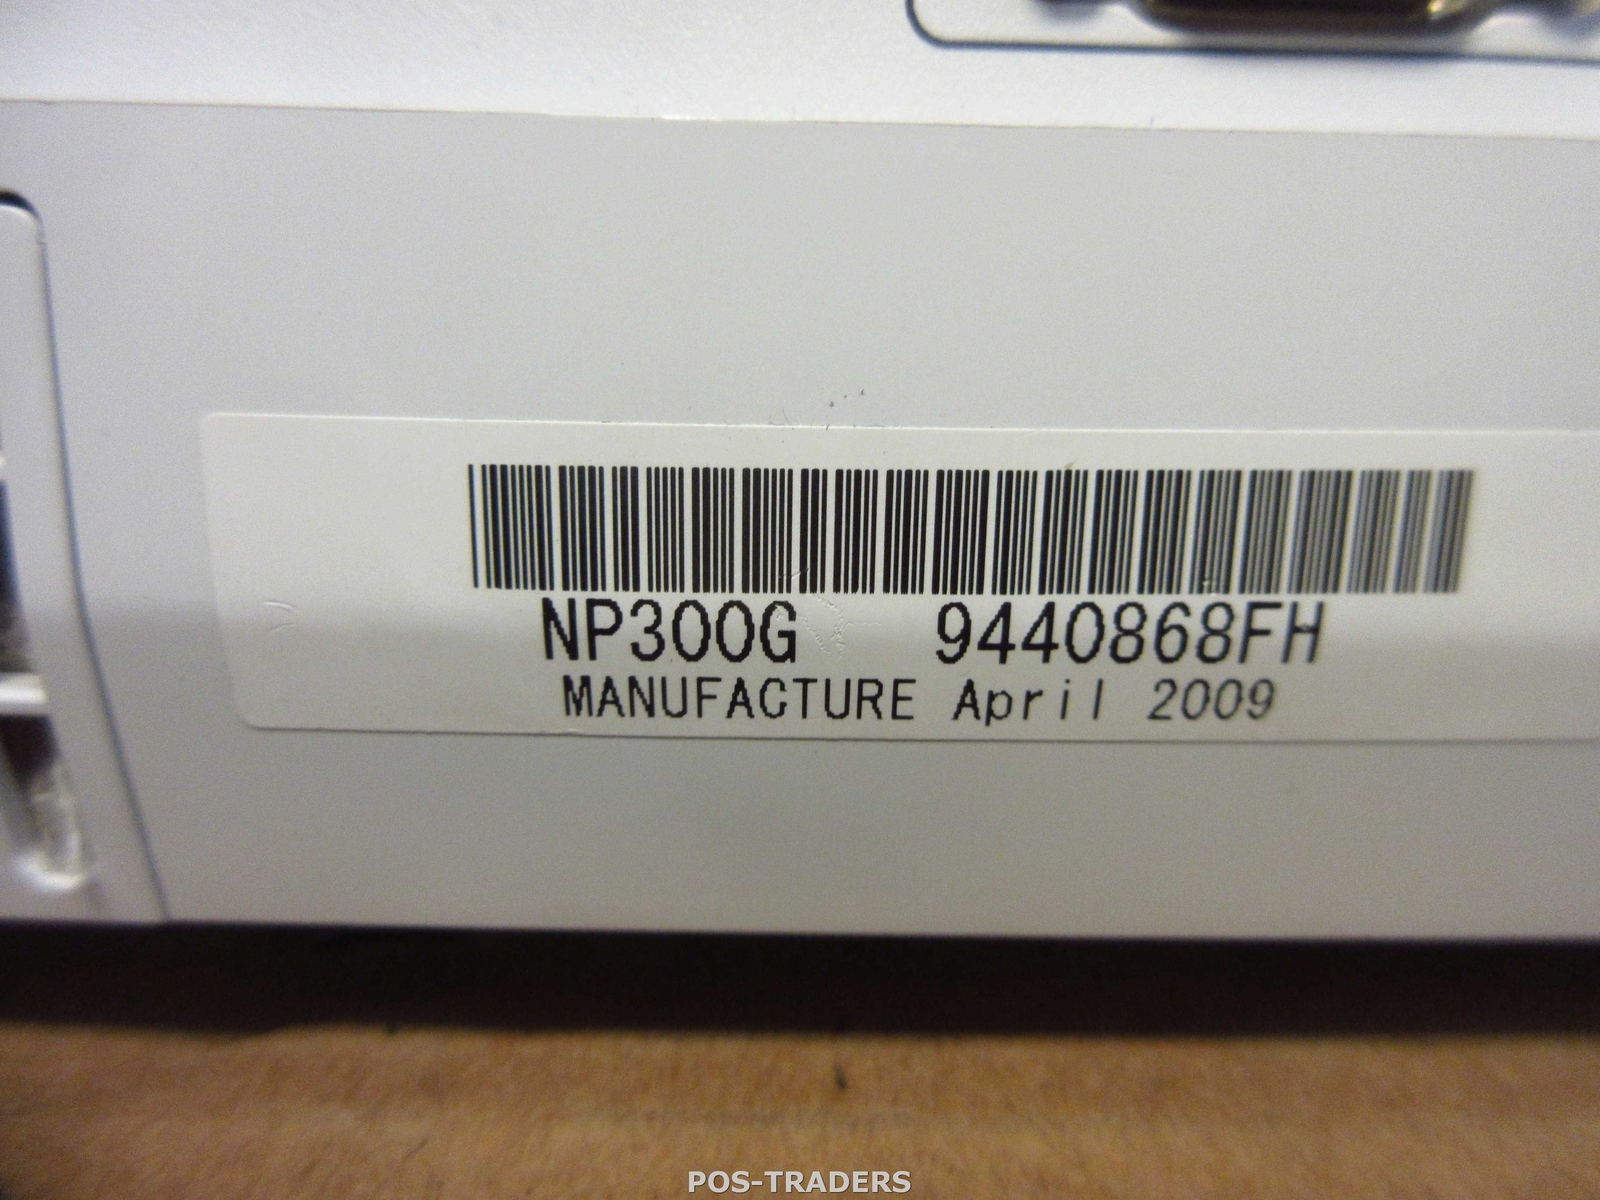 NP300G 9440868FH
MANUFACTURE April 2009
POS-TRADERS